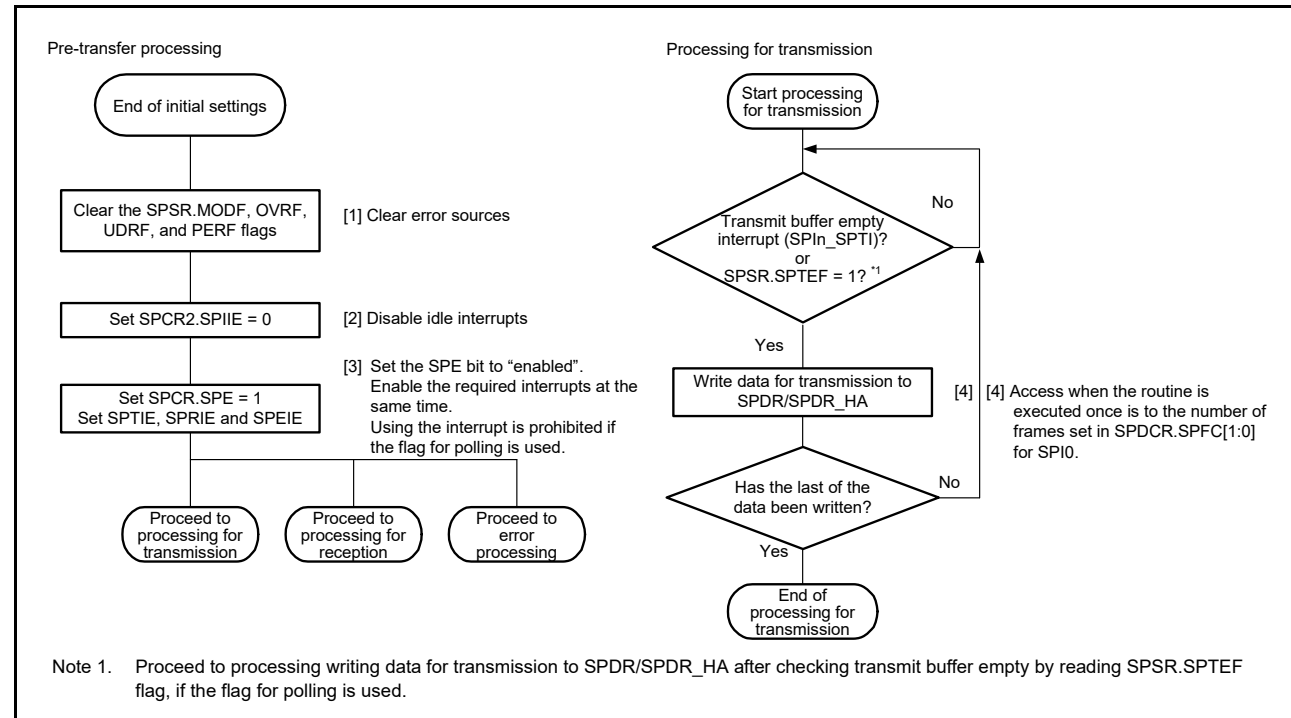 Pre-transfer processing
End of initial settings
Clear the SPSR.MODF, OVRF,
UDRF, and PERF flags
[1] Clear error sources
Set SPCR2.SPIIE = 0
[2] Disable idle interrupts
Set SPCR.SPE = 1
Set SPTIE, SPRIE and SPEIE
[3] Set the SPE bit to “enabled”.
Enable the required interrupts at the
same time.
Using the interrupt is prohibited if
the flag for polling is used.
Proceed to
processing for
transmission
Proceed to
processing for
reception
Proceed to
error
processing
Processing for transmission
Start processing
for transmission
Transmit buffer empty
interrupt (SPIn_SPTI)?
or
SPSR.SPTEF = 1? *1
No
Yes
Write data for transmission to
SPDR/SPDR_HA
[4]
[4] Access when the routine is
executed once is to the number of
frames set in SPDCR.SPFC[1:0]
for SPI0.
Has the last of the
data been written?
No
Yes
End of
processing for
transmission
Note 1. Proceed to processing writing data for transmission to SPDR/SPDR_HA after checking transmit buffer empty by reading SPSR.SPTEF
flag, if the flag for polling is used.